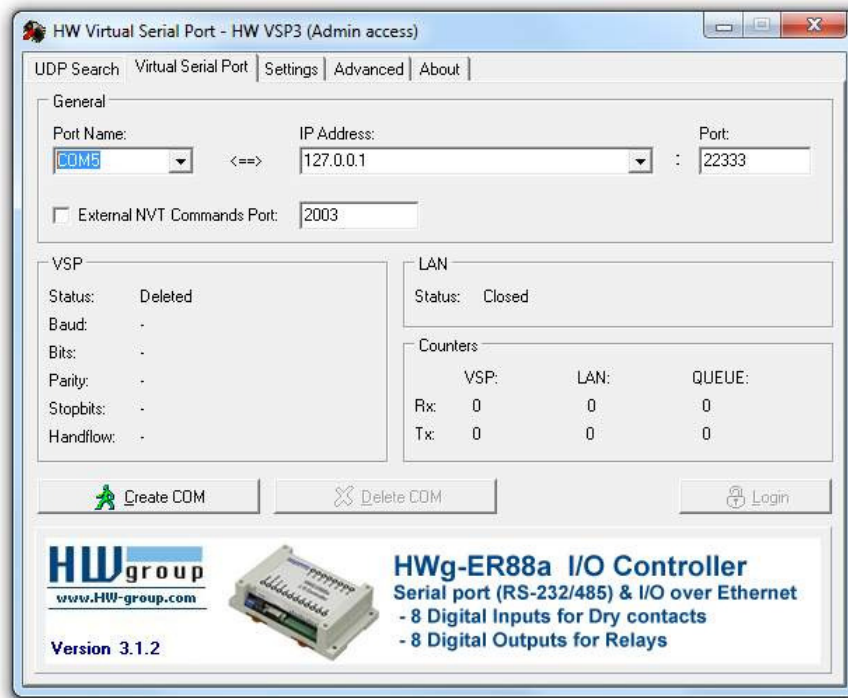 HW Virtual Serial Port - HW VSP3 (Admin access)
UDP Search Virtual Serial Port Settings Advanced About
General
Port Name: IP Address: Port:
COM5 <==> 127.0.0.1 : 22333
External NVT Commands Port: 2003
VSP
Status: Deleted
Baud: -
Bits: -
Parity: -
Stopbits: -
Handflow: -
LAN
Status: Closed
Counters
VSP: LAN: QUEUE:
Rx: 0 0 0
Tx: 0 0 0
Create COM Delete COM Login
HW group
www.HW-group.com
Version 3.1.2
HWg-ER88a I/O Controller
Serial port (RS-232/485) & I/O over Ethernet
- 8 Digital Inputs for Dry contacts
- 8 Digital Outputs for Relays